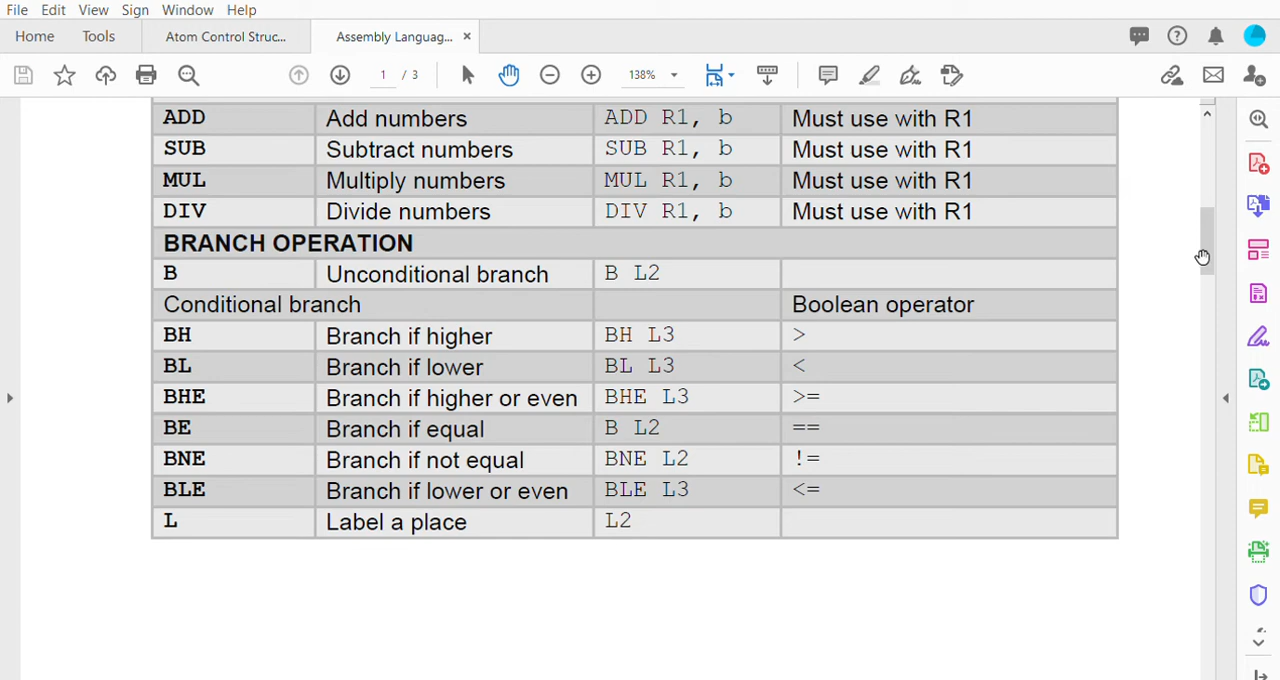 File Edit View Sign Window Help
Home Tools Atom Control Struc... Assembly Languag... ×
1 / 3 138%
ADD Add numbers ADD R1, b Must use with R1
SUB Subtract numbers SUB R1, b Must use with R1
MUL Multiply numbers MUL R1, b Must use with R1
DIV Divide numbers DIV R1, b Must use with R1
BRANCH OPERATION
B Unconditional branch B L2
Conditional branch Boolean operator
BH Branch if higher BH L3 >
BL Branch if lower BL L3 <
BHE Branch if higher or even BHE L3 >=
BE Branch if equal B L2 ==
BNE Branch if not equal BNE L2 !=
BLE Branch if lower or even BLE L3 <=
L Label a place L2